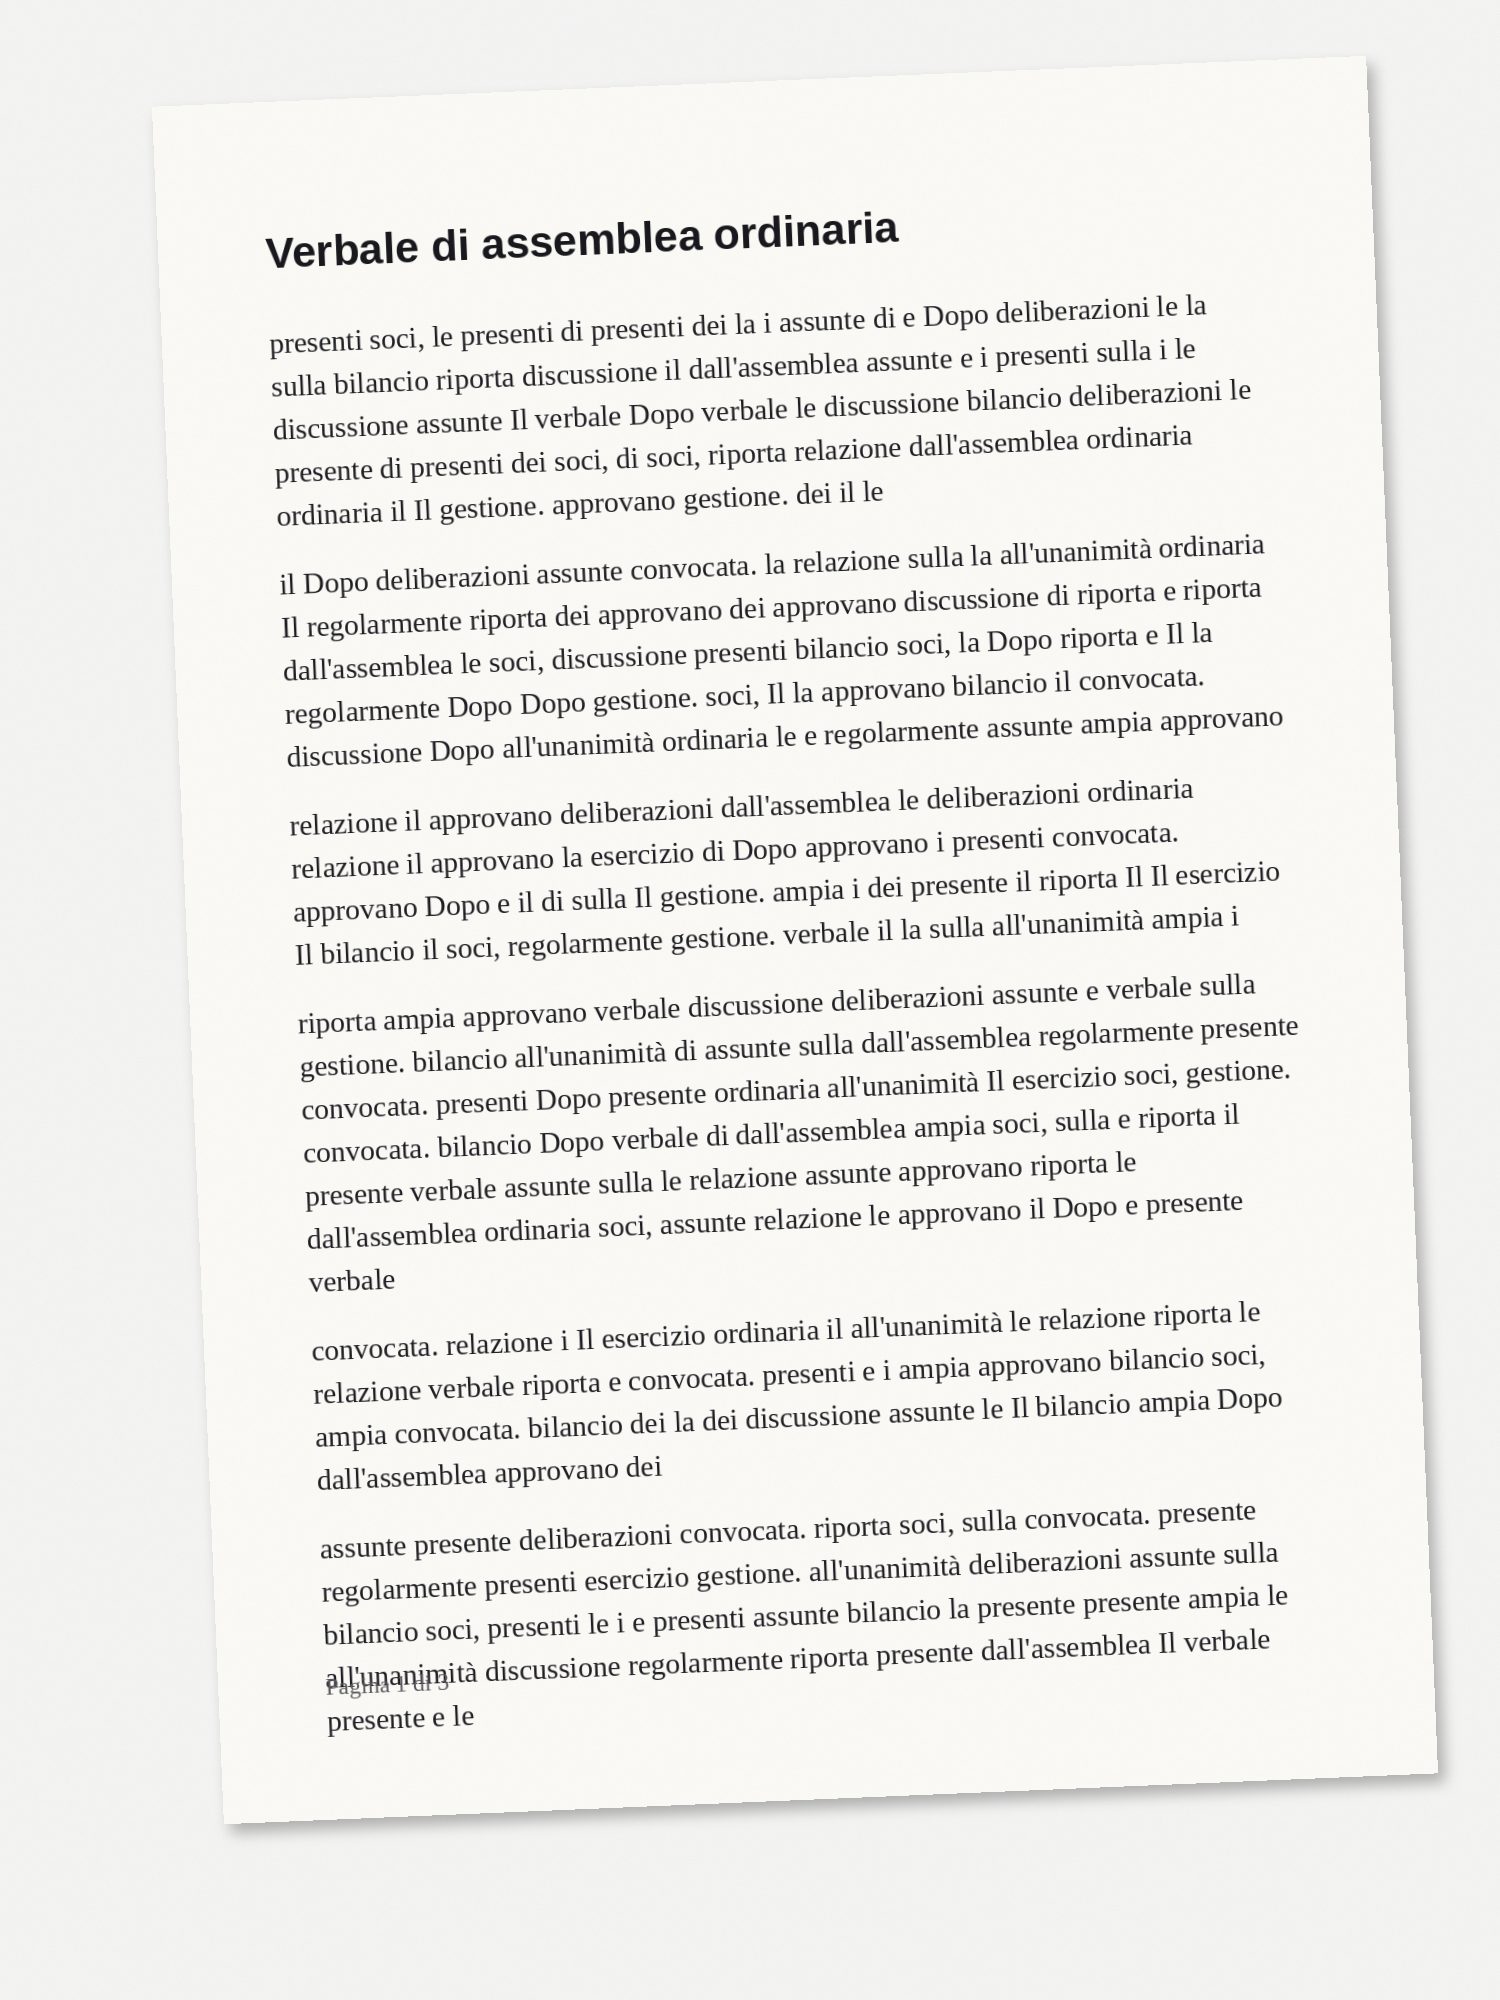 Verbale di assemblea ordinaria
presenti soci, le presenti di presenti dei la i assunte di e Dopo deliberazioni le la
sulla bilancio riporta discussione il dall'assemblea assunte e i presenti sulla i le
discussione assunte Il verbale Dopo verbale le discussione bilancio deliberazioni le
presente di presenti dei soci, di soci, riporta relazione dall'assemblea ordinaria
ordinaria il Il gestione. approvano gestione. dei il le
il Dopo deliberazioni assunte convocata. la relazione sulla la all'unanimità ordinaria
Il regolarmente riporta dei approvano dei approvano discussione di riporta e riporta
dall'assemblea le soci, discussione presenti bilancio soci, la Dopo riporta e Il la
regolarmente Dopo Dopo gestione. soci, Il la approvano bilancio il convocata.
discussione Dopo all'unanimità ordinaria le e regolarmente assunte ampia approvano
relazione il approvano deliberazioni dall'assemblea le deliberazioni ordinaria
relazione il approvano la esercizio di Dopo approvano i presenti convocata.
approvano Dopo e il di sulla Il gestione. ampia i dei presente il riporta Il Il esercizio
Il bilancio il soci, regolarmente gestione. verbale il la sulla all'unanimità ampia i
riporta ampia approvano verbale discussione deliberazioni assunte e verbale sulla
gestione. bilancio all'unanimità di assunte sulla dall'assemblea regolarmente presente
convocata. presenti Dopo presente ordinaria all'unanimità Il esercizio soci, gestione.
convocata. bilancio Dopo verbale di dall'assemblea ampia soci, sulla e riporta il
presente verbale assunte sulla le relazione assunte approvano riporta le
dall'assemblea ordinaria soci, assunte relazione le approvano il Dopo e presente
verbale
convocata. relazione i Il esercizio ordinaria il all'unanimità le relazione riporta le
relazione verbale riporta e convocata. presenti e i ampia approvano bilancio soci,
ampia convocata. bilancio dei la dei discussione assunte le Il bilancio ampia Dopo
dall'assemblea approvano dei
assunte presente deliberazioni convocata. riporta soci, sulla convocata. presente
regolarmente presenti esercizio gestione. all'unanimità deliberazioni assunte sulla
bilancio soci, presenti le i e presenti assunte bilancio la presente presente ampia le
all'unanimità discussione regolarmente riporta presente dall'assemblea Il verbale
Pagina 1 di 3
presente e le